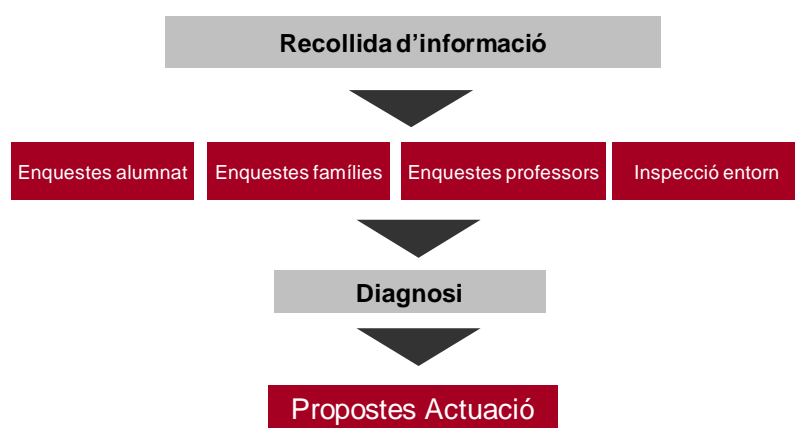 Recollida d’informació
Enquestes alumnat
Enquestes famílies
Enquestes professors
Inspecció entorn
Diagnosi
Propostes Actuació